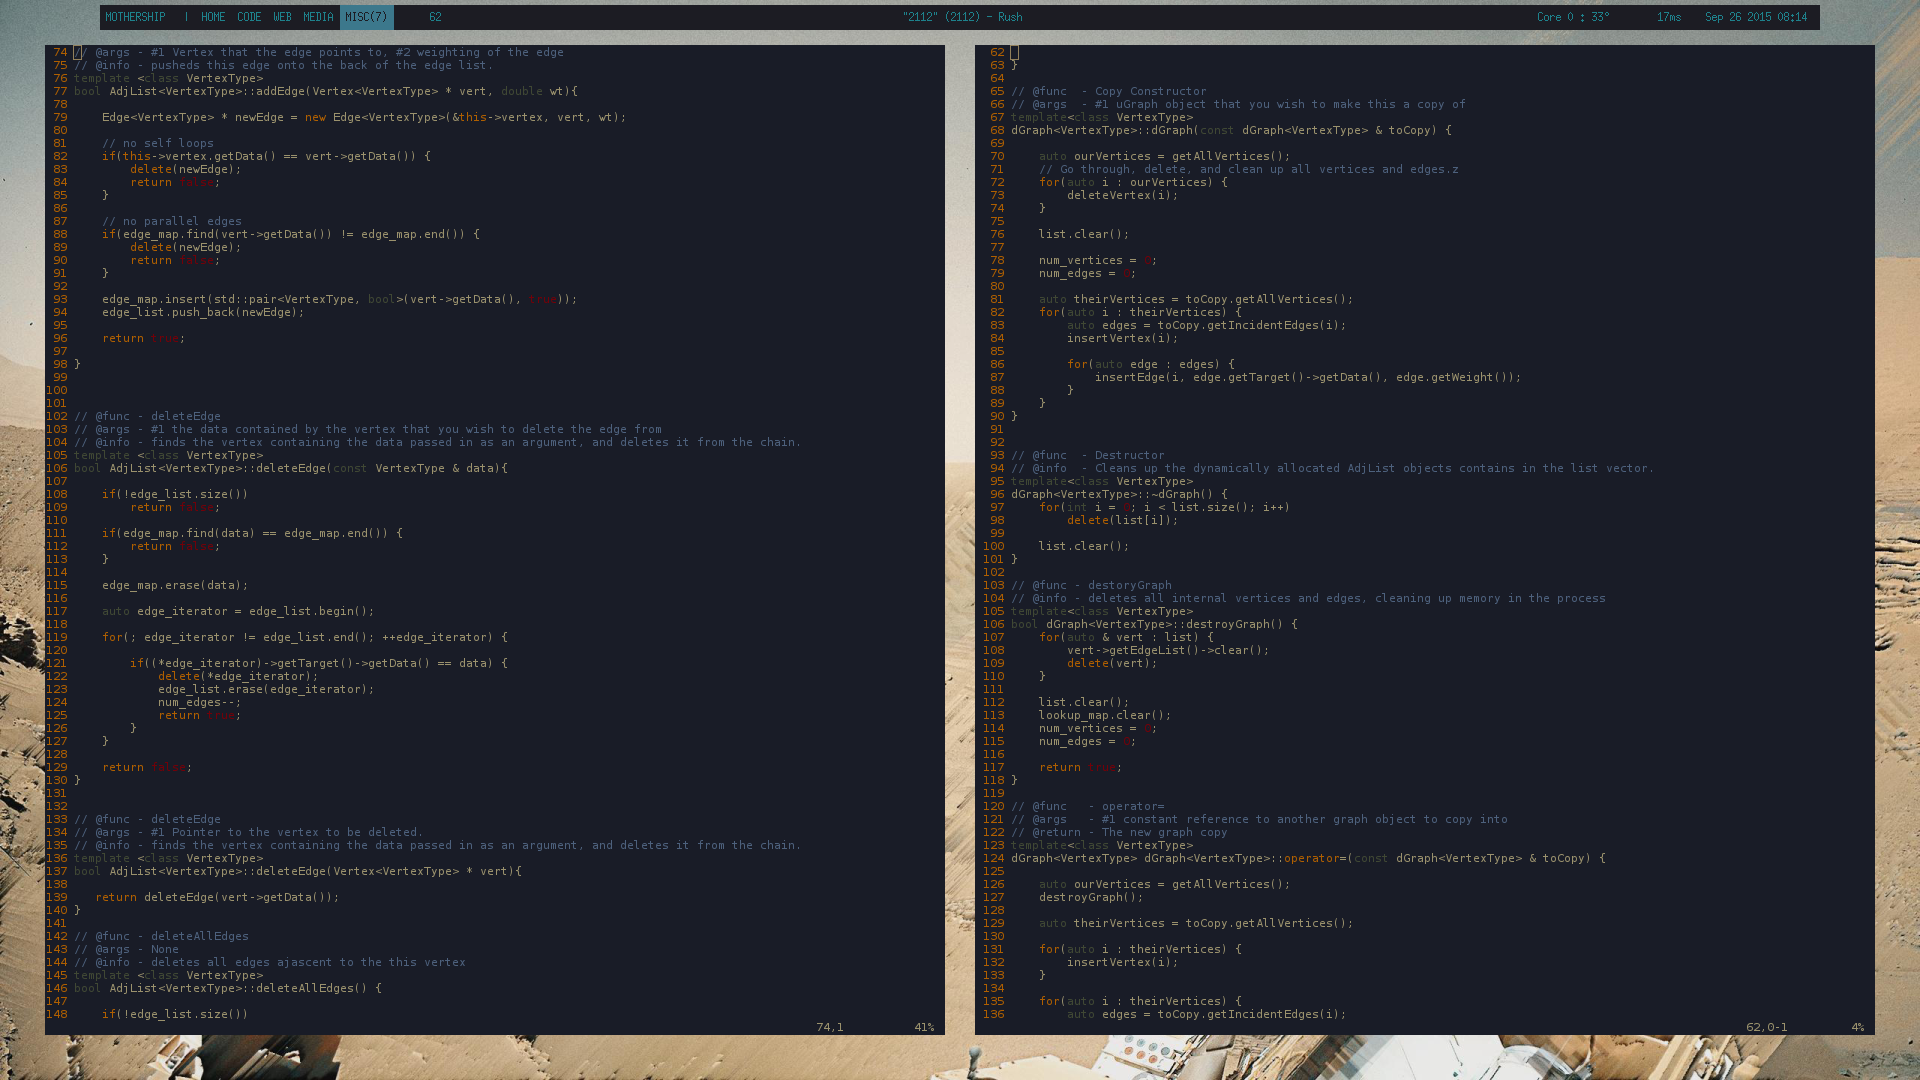 MOTHERSHIP | HOME CODE WEB MEDIA MISC(7) 62 "2112" (2112) - Rush Core 0 : 33° 17ms Sep 26 2015 08:14
74 // @args - #1 Vertex that the edge points to, #2 weighting of the edge
75 // @info - pusheds this edge onto the back of the edge list.
76 template <class VertexType>
77 bool AdjList<VertexType>::addEdge(Vertex<VertexType> * vert, double wt){
78
79     Edge<VertexType> * newEdge = new Edge<VertexType>(&this->vertex, vert, wt);
80
81     // no self loops
82     if(this->vertex.getData() == vert->getData()) {
83         delete(newEdge);
84         return false;
85     }
86
87     // no parallel edges
88     if(edge_map.find(vert->getData()) != edge_map.end()) {
89         delete(newEdge);
90         return false;
91     }
92
93     edge_map.insert(std::pair<VertexType, bool>(vert->getData(), true));
94     edge_list.push_back(newEdge);
95
96     return true;
97
98 }
99
100
101
102 // @func - deleteEdge
103 // @args - #1 the data contained by the vertex that you wish to delete the edge from
104 // @info - finds the vertex containing the data passed in as an argument, and deletes it from the chain.
105 template <class VertexType>
106 bool AdjList<VertexType>::deleteEdge(const VertexType & data){
107
108     if(!edge_list.size())
109         return false;
110
111     if(edge_map.find(data) == edge_map.end()) {
112         return false;
113     }
114
115     edge_map.erase(data);
116
117     auto edge_iterator = edge_list.begin();
118
119     for(; edge_iterator != edge_list.end(); ++edge_iterator) {
120
121         if((*edge_iterator)->getTarget()->getData() == data) {
122             delete(*edge_iterator);
123             edge_list.erase(edge_iterator);
124             num_edges--;
125             return true;
126         }
127     }
128
129     return false;
130 }
131
132
133 // @func - deleteEdge
134 // @args - #1 Pointer to the vertex to be deleted.
135 // @info - finds the vertex containing the data passed in as an argument, and deletes it from the chain.
136 template <class VertexType>
137 bool AdjList<VertexType>::deleteEdge(Vertex<VertexType> * vert){
138
139    return deleteEdge(vert->getData());
140 }
141
142 // @func - deleteAllEdges
143 // @args - None
144 // @info - deletes all edges ajascent to the this vertex
145 template <class VertexType>
146 bool AdjList<VertexType>::deleteAllEdges() {
147
148     if(!edge_list.size())
74,1 41%
62
63 }
64
65 // @func  - Copy Constructor
66 // @args  - #1 uGraph object that you wish to make this a copy of
67 template<class VertexType>
68 dGraph<VertexType>::dGraph(const dGraph<VertexType> & toCopy) {
69
70     auto ourVertices = getAllVertices();
71     // Go through, delete, and clean up all vertices and edges.z
72     for(auto i : ourVertices) {
73         deleteVertex(i);
74     }
75
76     list.clear();
77
78     num_vertices = 0;
79     num_edges = 0;
80
81     auto theirVertices = toCopy.getAllVertices();
82     for(auto i : theirVertices) {
83         auto edges = toCopy.getIncidentEdges(i);
84         insertVertex(i);
85
86         for(auto edge : edges) {
87             insertEdge(i, edge.getTarget()->getData(), edge.getWeight());
88         }
89     }
90 }
91
92
93 // @func  - Destructor
94 // @info  - Cleans up the dynamically allocated AdjList objects contains in the list vector.
95 template<class VertexType>
96 dGraph<VertexType>::~dGraph() {
97     for(int i = 0; i < list.size(); i++)
98         delete(list[i]);
99
100     list.clear();
101 }
102
103 // @func - destoryGraph
104 // @info - deletes all internal vertices and edges, cleaning up memory in the process
105 template<class VertexType>
106 bool dGraph<VertexType>::destroyGraph() {
107     for(auto & vert : list) {
108         vert->getEdgeList()->clear();
109         delete(vert);
110     }
111
112     list.clear();
113     lookup_map.clear();
114     num_vertices = 0;
115     num_edges = 0;
116
117     return true;
118 }
119
120 // @func   - operator=
121 // @args   - #1 constant reference to another graph object to copy into
122 // @return - The new graph copy
123 template<class VertexType>
124 dGraph<VertexType> dGraph<VertexType>::operator=(const dGraph<VertexType> & toCopy) {
125
126     auto ourVertices = getAllVertices();
127     destroyGraph();
128
129     auto theirVertices = toCopy.getAllVertices();
130
131     for(auto i : theirVertices) {
132         insertVertex(i);
133     }
134
135     for(auto i : theirVertices) {
136         auto edges = toCopy.getIncidentEdges(i);
62,0-1 4%